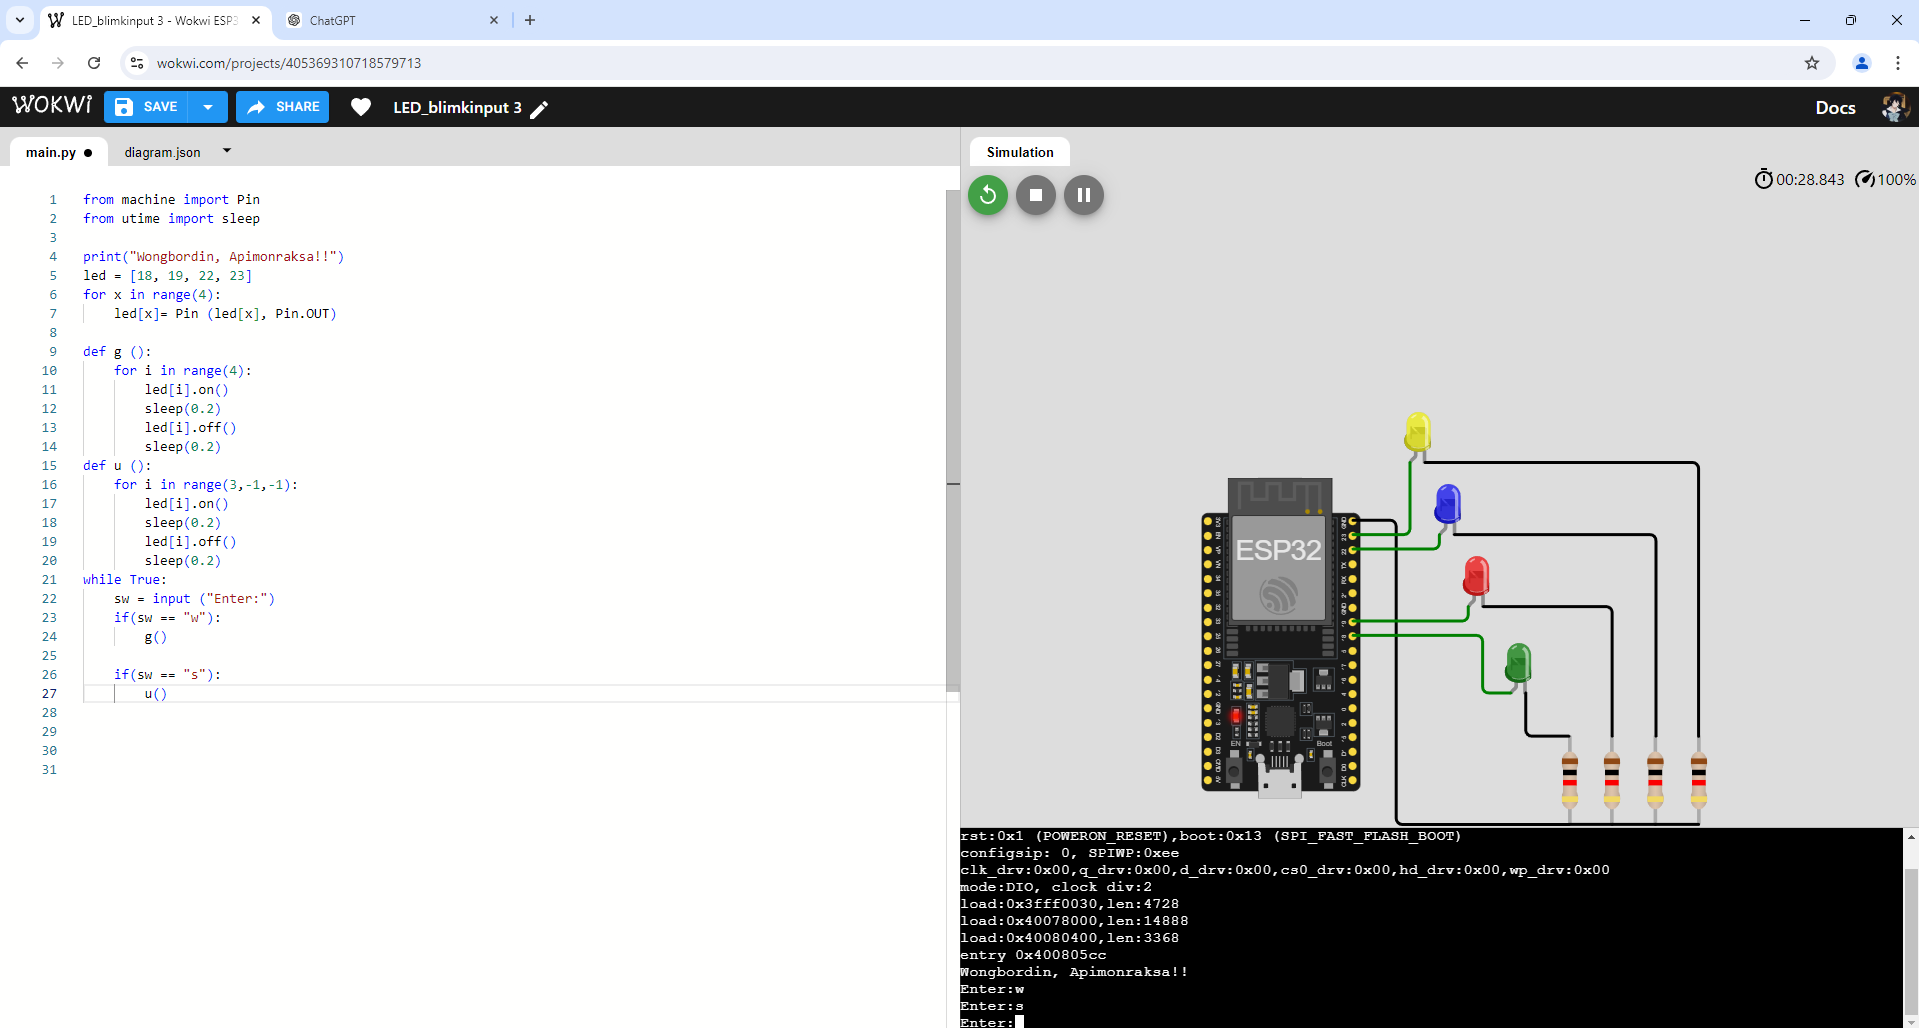 LED_blimkinput 3 - Wokwi ESP3
ChatGPT
wokwi.com/projects/405369310718579713
WOKWI
SAVE
SHARE
LED_blimkinput 3
Docs
main.py
diagram.json
1 from machine import Pin
2 from utime import sleep
3
4 print("Wongbordin, Apimonraksa!!")
5 led = [18, 19, 22, 23]
6 for x in range(4):
7     led[x]= Pin (led[x], Pin.OUT)
8
9 def g ():
10     for i in range(4):
11         led[i].on()
12         sleep(0.2)
13         led[i].off()
14         sleep(0.2)
15 def u ():
16     for i in range(3,-1,-1):
17         led[i].on()
18         sleep(0.2)
19         led[i].off()
20         sleep(0.2)
21 while True:
22     sw = input ("Enter:")
23     if(sw == "w"):
24         g()
25
26     if(sw == "s"):
27         u()
28
29
30
31
Simulation
00:28.843 100%
ESP32
EN Boot
rst:0x1 (POWERON_RESET),boot:0x13 (SPI_FAST_FLASH_BOOT)
configsip: 0, SPIWP:0xee
clk_drv:0x00,q_drv:0x00,d_drv:0x00,cs0_drv:0x00,hd_drv:0x00,wp_drv:0x00
mode:DIO, clock div:2
load:0x3fff0030,len:4728
load:0x40078000,len:14888
load:0x40080400,len:3368
entry 0x400805cc
Wongbordin, Apimonraksa!!
Enter:w
Enter:s
Enter: